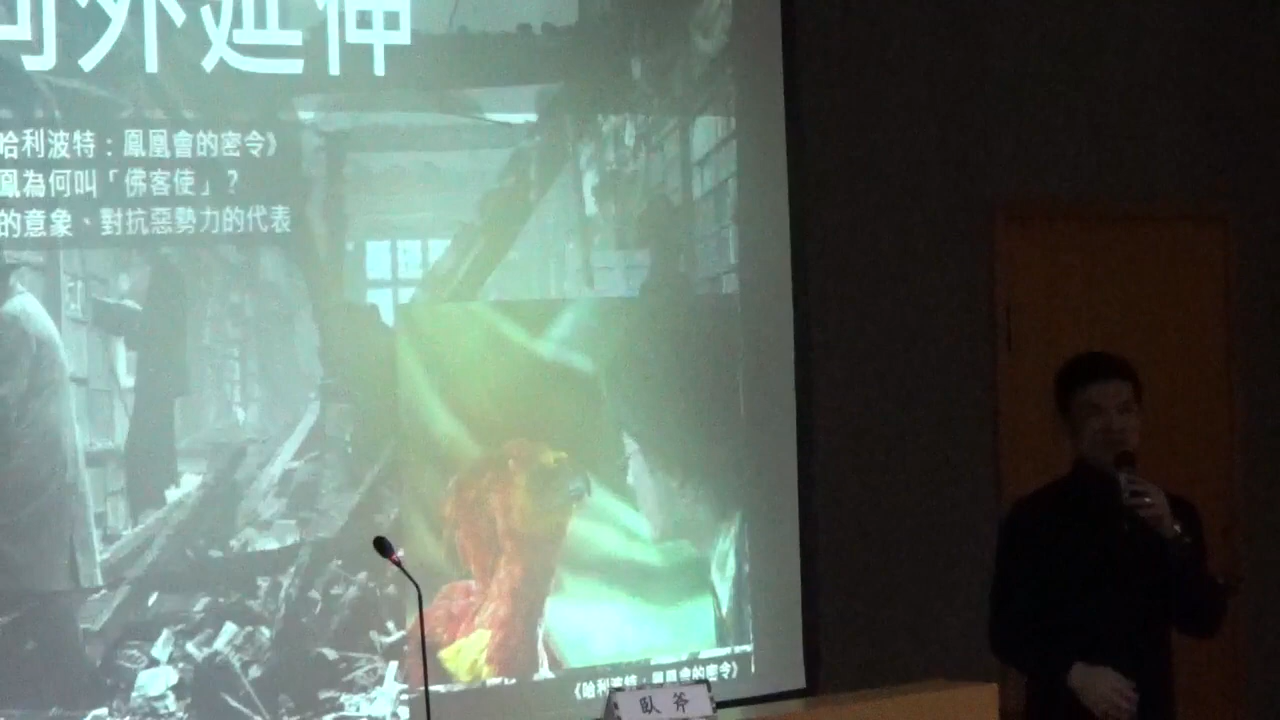 向外延伸
哈利波特：鳳凰會的密令》
鳳為何叫「佛客使」？
的意象、對抗惡勢力的代表
《哈利波特：鳳凰會的密令》
臥斧